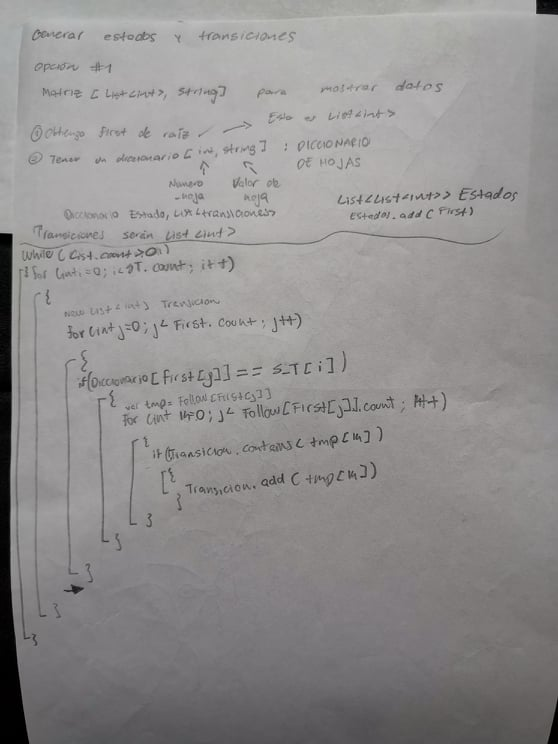 Generar estados y transiciones
Opción #1
Matriz [List<int>, string] para mostrar datos
① Obtengo first de raíz ✓ → Esto es List<int>
② Tener un diccionario [int, string] : DICCIONARIO DE HOJAS
Numero Valor de
hoja hoja
List<List<int>> Estados
Diccionario Estado, List<transiciones>
Estados.add(First)
Transiciones serán List<int>
while (List.count > 0)
{ for (int i=0; i< ST.count; i++)
{
new List<int> Transicion
for (int j=0; j< First.count; j++)
{
if(Diccionario[first[j]] == S_T[i])
{ var tmp= Follow[First[j]]
for (int =0; j< Follow[First[j]].count; ++)
{
if(Transicion.contains < tmp[m])
{
Transicion.add(tmp[m])
}
}
}
}
→
}
}